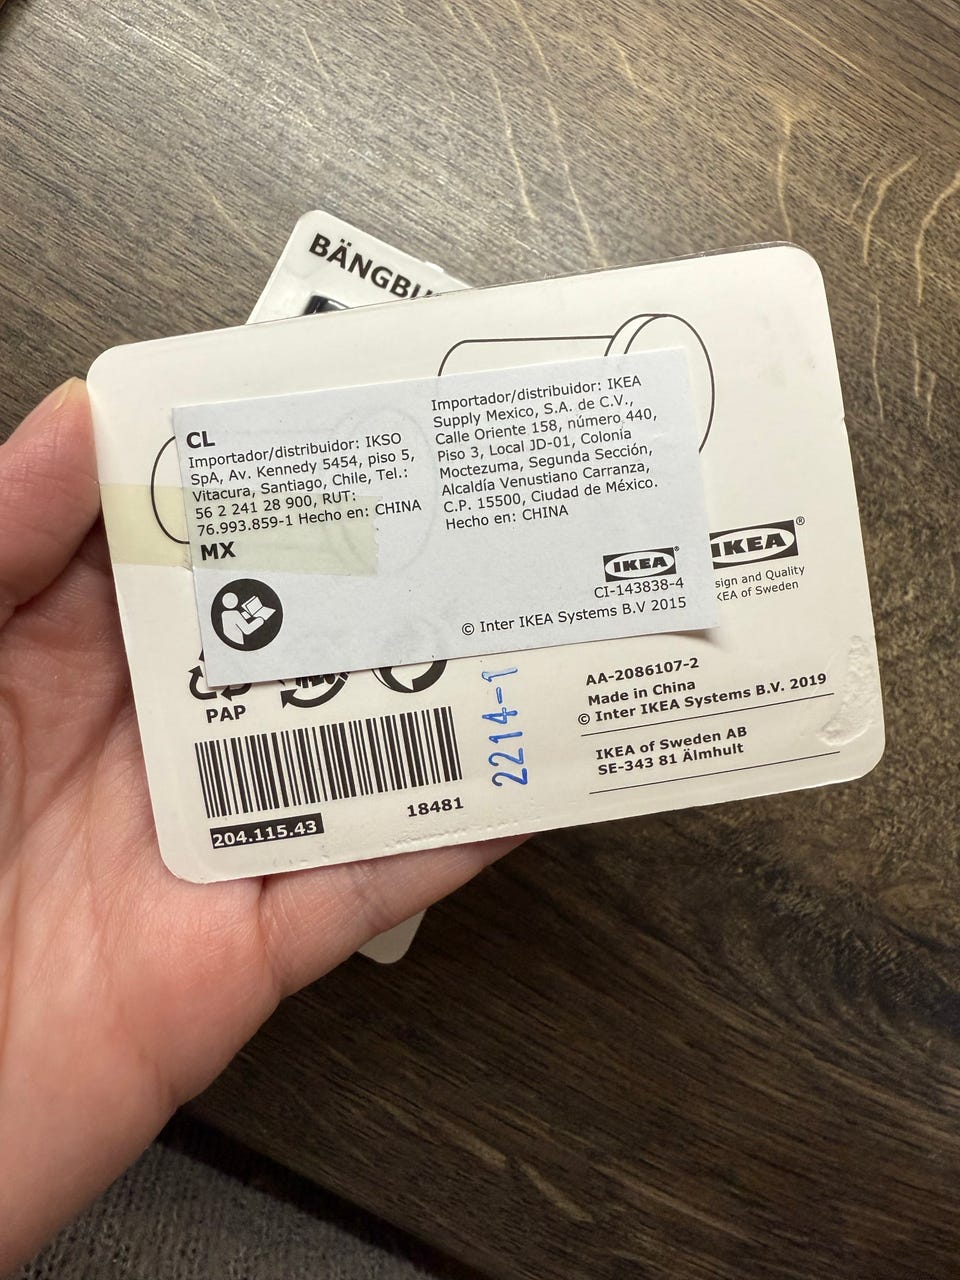 CL
Importador/distribuidor: IKSO
SpA, Av. Kennedy 5454, piso 5,
Vitacura, Santiago, Chile, Tel.:
56 2 241 28 900, RUT:
76.993.859-1 Hecho en: CHINA
MX
Importador/distribuidor: IKEA
Supply Mexico, S.A. de C.V.,
Calle Oriente 158, número 440,
Piso 3, Local JD-01, Colonia
Moctezuma, Segunda Sección,
Alcaldía Venustiano Carranza,
C.P. 15500, Ciudad de México.
Hecho en: CHINA
IKEA®
CI-143838-4
© Inter IKEA Systems B.V 2015
IKEA®
and Quality
of Sweden
PAP
18481
204.115.43
2214-1
AA-2086107-2
Made in China
© Inter IKEA Systems B.V. 2019
IKEA of Sweden AB
SE-343 81 Älmhult